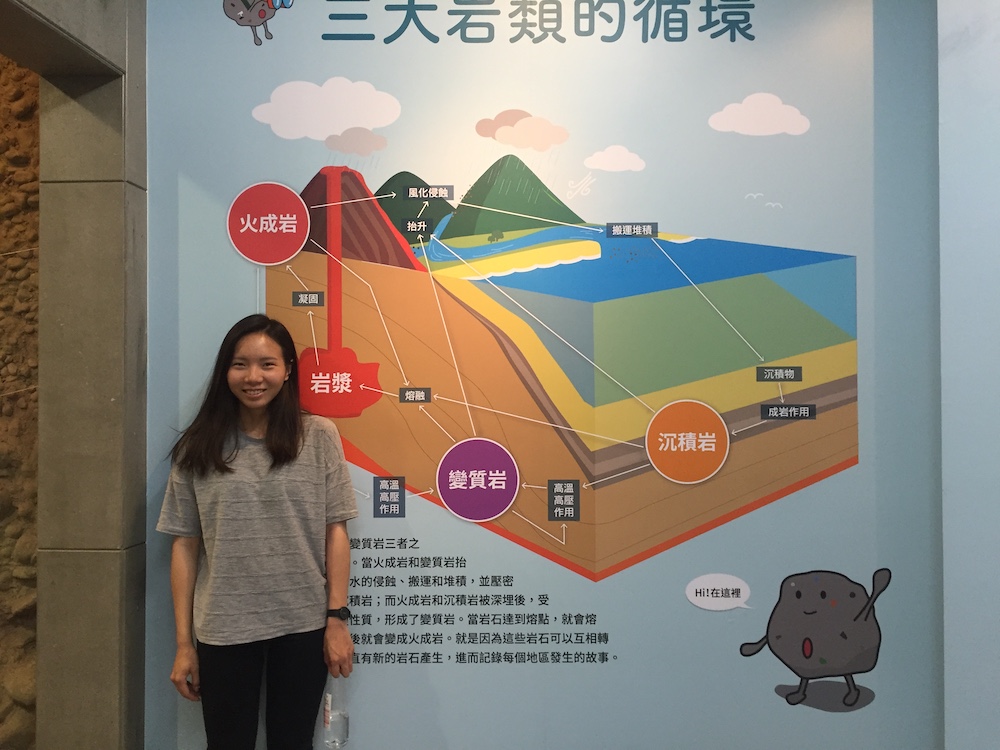 三大岩類的循環
火成岩
風化侵蝕
抬升
搬運堆積
凝固
岩漿
熔融
沉積物
成岩作用
沉積岩
變質岩
高溫
高壓
作用
高溫
高壓
作用
變質岩三者之
。當火成岩和變質岩抬
水的侵蝕、搬運和堆積，並壓密
積岩；而火成岩和沉積岩被深埋後，受
性質，形成了變質岩。當岩石達到熔點，就會熔
後就會變成火成岩。就是因為這些岩石可以互相轉
直有新的岩石產生，進而記錄每個地區發生的故事。
Hi!在這裡